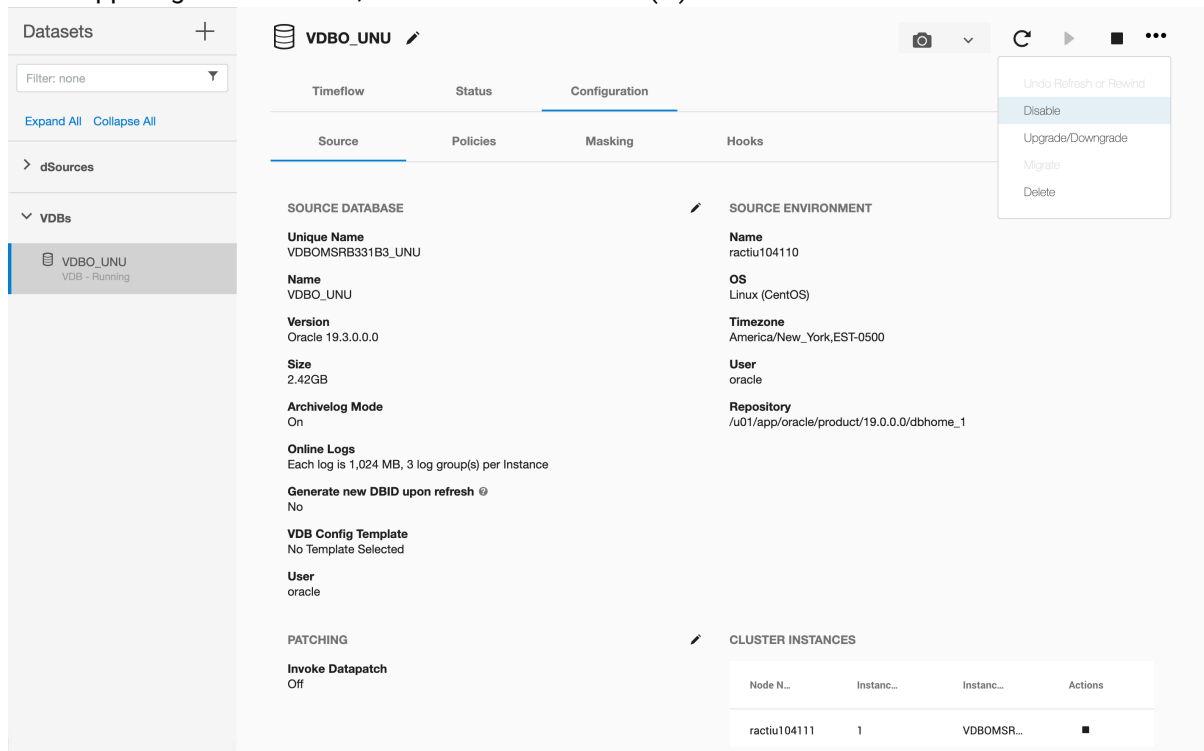 Datasets
Filter: none
Expand All Collapse All
dSources
VDBs
VDBO_UNU
VDB - Running
VDBO_UNU
Undo Refresh or Rewind
Disable
Upgrade/Downgrade
Migrate
Delete
Timeflow Status Configuration
Source Policies Masking Hooks
SOURCE DATABASE
Unique Name
VDBOMSRB331B3_UNU
Name
VDBO_UNU
Version
Oracle 19.3.0.0.0
Size
2.42GB
Archivelog Mode
On
Online Logs
Each log is 1,024 MB, 3 log group(s) per Instance
Generate new DBID upon refresh
No
VDB Config Template
No Template Selected
User
oracle
SOURCE ENVIRONMENT
Name
ractiu104110
OS
Linux (CentOS)
Timezone
America/New_York,EST-0500
User
oracle
Repository
/u01/app/oracle/product/19.0.0.0/dbhome_1
PATCHING
Invoke Datapatch
Off
CLUSTER INSTANCES
Node N... Instanc... Instanc... Actions
ractiu104111 1 VDBOMSR...